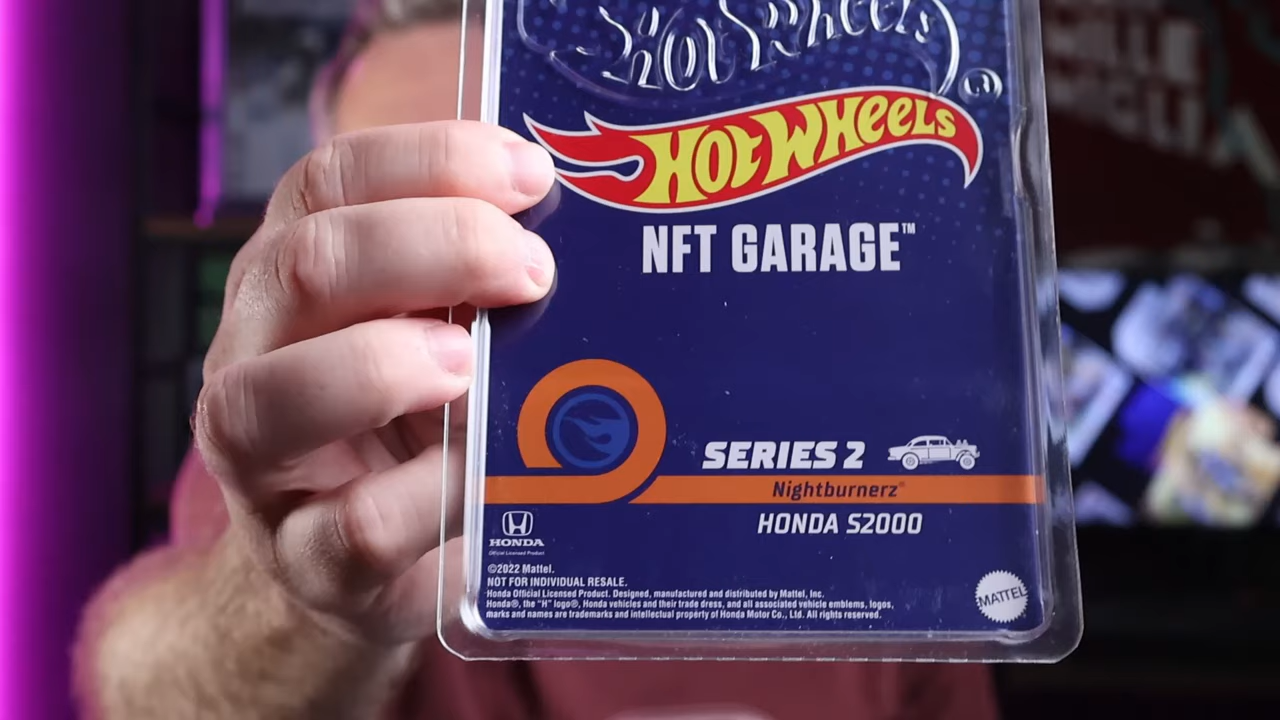 Hot Wheels
HOT WHEELS
NFT GARAGE™
SERIES 2
Nightburnerz®
HONDA S2000
HONDA
Official Licensed Product
©2022 Mattel.
NOT FOR INDIVIDUAL RESALE.
Honda Official Licensed Product. Designed, manufactured and distributed by Mattel, Inc.
Honda®, the "H" logo®, Honda vehicles and their trade dress, and all associated vehicle emblems, logos,
marks and names are trademarks and intellectual property of Honda Motor Co., Ltd. All rights reserved.
MATTEL